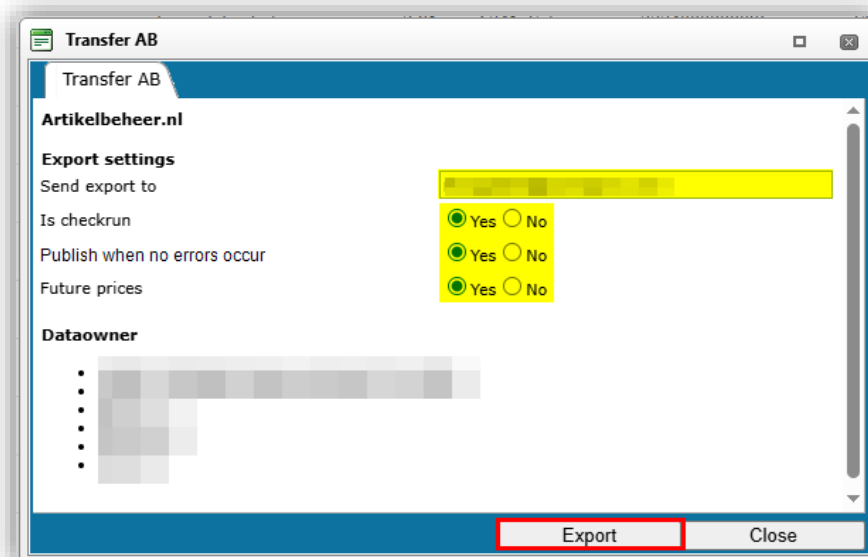 Transfer AB
Transfer AB
Artikelbeheer.nl
Export settings
Send export to
Is checkrun Yes No
Publish when no errors occur Yes No
Future prices Yes No
Dataowner
Export Close